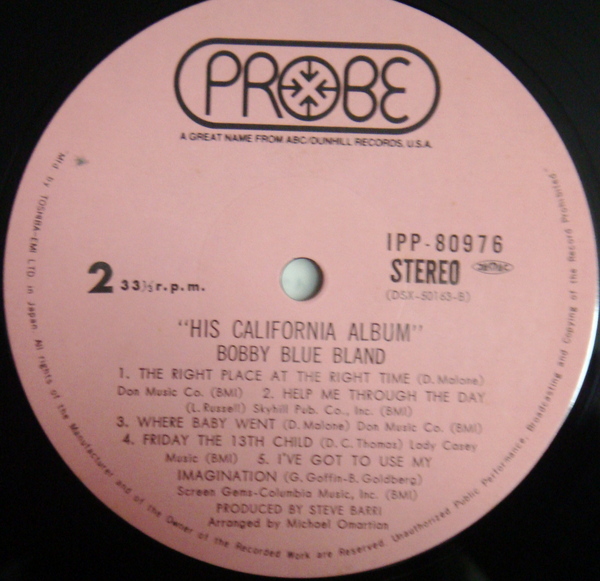 PROBE
A GREAT NAME FROM ABC/DUNHILL RECORDS, U.S.A.
IPP-80976
2 33⅓ r.p.m.
STEREO
(DSX-50163-B)
"HIS CALIFORNIA ALBUM"
BOBBY BLUE BLAND
1. THE RIGHT PLACE AT THE RIGHT TIME (D. Malone)
Don Music Co. (BMI) 2. HELP ME THROUGH THE DAY
(L. Russell) Skyhill Pub. Co., Inc. (BMI)
3. WHERE BABY WENT (D. Malone) Don Music Co. (BMI)
4. FRIDAY THE 13TH CHILD (D. C. Thomas) Lady Casey
Music (BMI) 5. I'VE GOT TO USE MY
IMAGINATION (G. Goffin-B. Goldberg)
Screen Gems-Columbia Music, Inc. (BMI)
PRODUCED BY STEVE BARRI
Arranged by Michael Omartian
Mfd by TOSHIBA-EMI LTD. in Japan. All rights of the Manufacturer and of the Owner of the Recorded Work are Reserved. Unauthorized Public Performance, Broadcasting and Copying of the Record Prohibited.